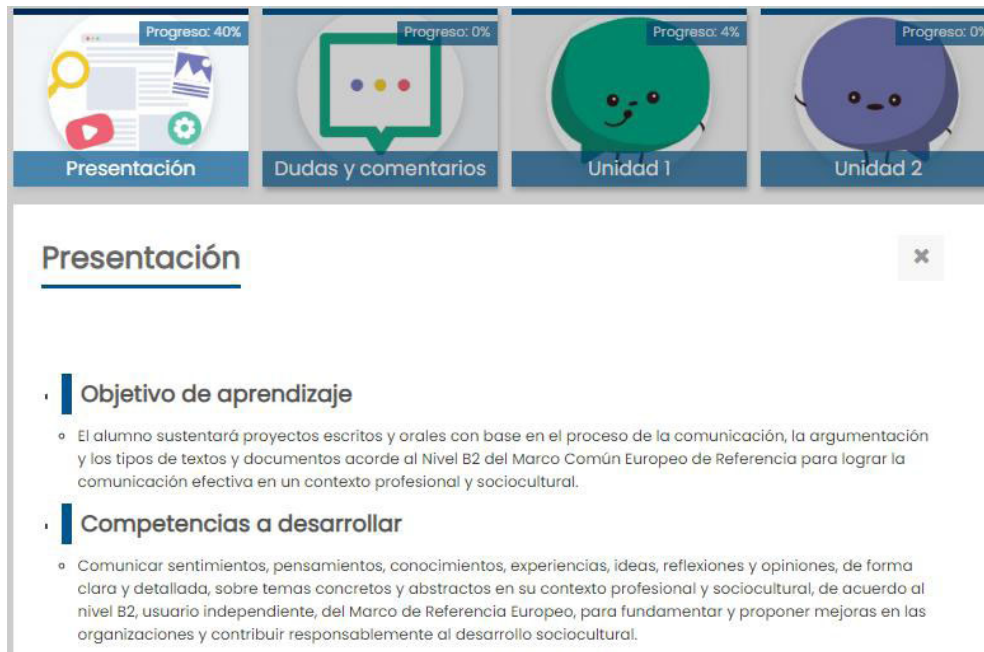 Progreso: 40%
Progreso: 0%
Progreso: 4%
Progreso: 0%
Presentación
Dudas y comentarios
Unidad 1
Unidad 2
Presentación
Objetivo de aprendizaje
El alumno sustentará proyectos escritos y orales con base en el proceso de la comunicación, la argumentación
y los tipos de textos y documentos acorde al Nivel B2 del Marco Común Europeo de Referencia para lograr la
comunicación efectiva en un contexto profesional y sociocultural.
Competencias a desarrollar
Comunicar sentimientos, pensamientos, conocimientos, experiencias, ideas, reflexiones y opiniones, de forma
clara y detallada, sobre temas concretos y abstractos en su contexto profesional y sociocultural, de acuerdo al
nivel B2, usuario independiente, del Marco de Referencia Europeo, para fundamentar y proponer mejoras en las
organizaciones y contribuir responsablemente al desarrollo sociocultural.